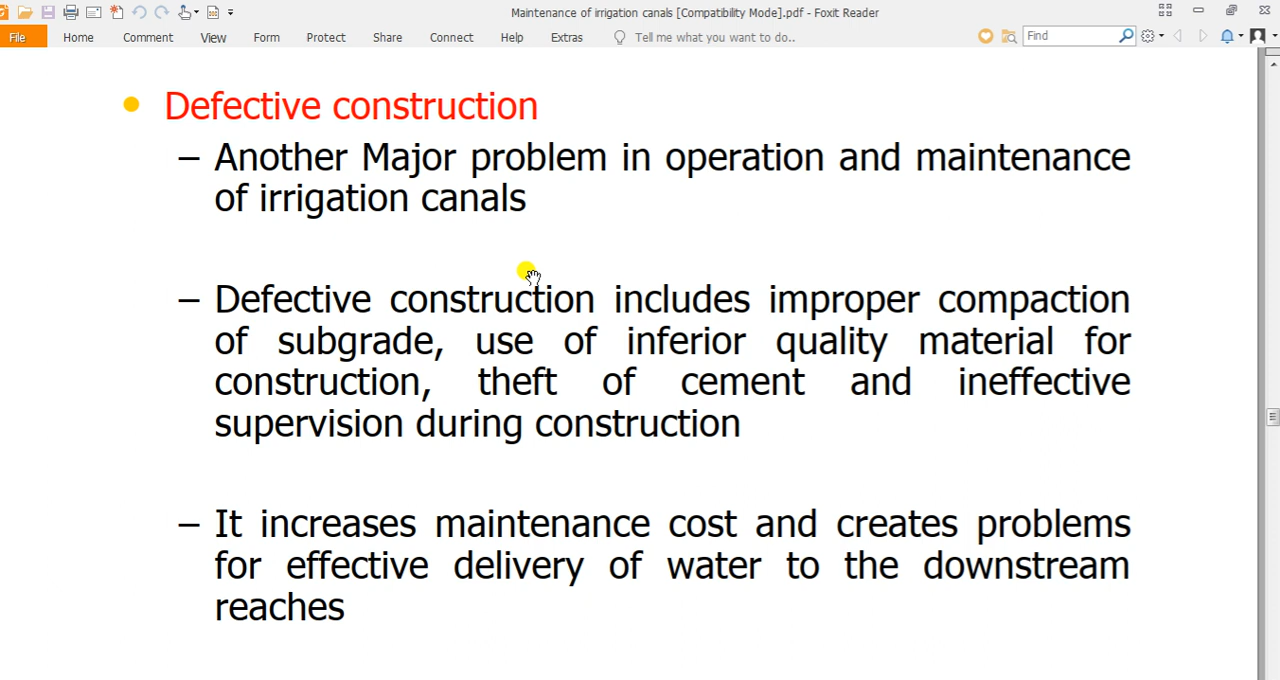 Maintenance of irrigation canals [Compatibility Mode].pdf - Foxit Reader
File Home Comment View Form Protect Share Connect Help Extras Tell me what you want to do.. Find
Defective construction
– Another Major problem in operation and maintenance
of irrigation canals
– Defective construction includes improper compaction
of subgrade, use of inferior quality material for
construction, theft of cement and ineffective
supervision during construction
– It increases maintenance cost and creates problems
for effective delivery of water to the downstream
reaches